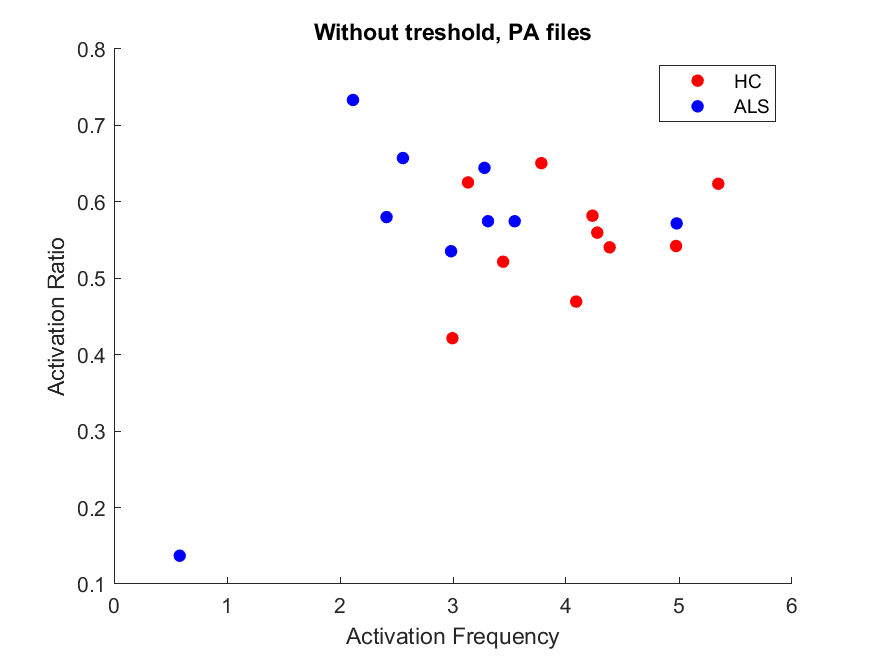 Without treshold, PA files
HC
ALS
0.8
0.7
0.6
0.5
0.4
0.3
0.2
0.1
Activation Ratio
0 1 2 3 4 5 6
Activation Frequency